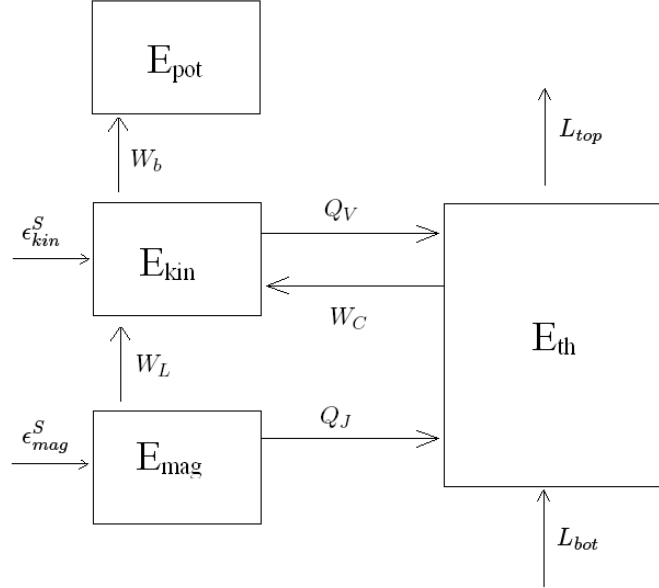 E_pot
L_top
W_b
Q_V
ϵ^S_kin
E_kin
W_C
E_th
W_L
Q_J
ϵ^S_mag
E_mag
L_bot